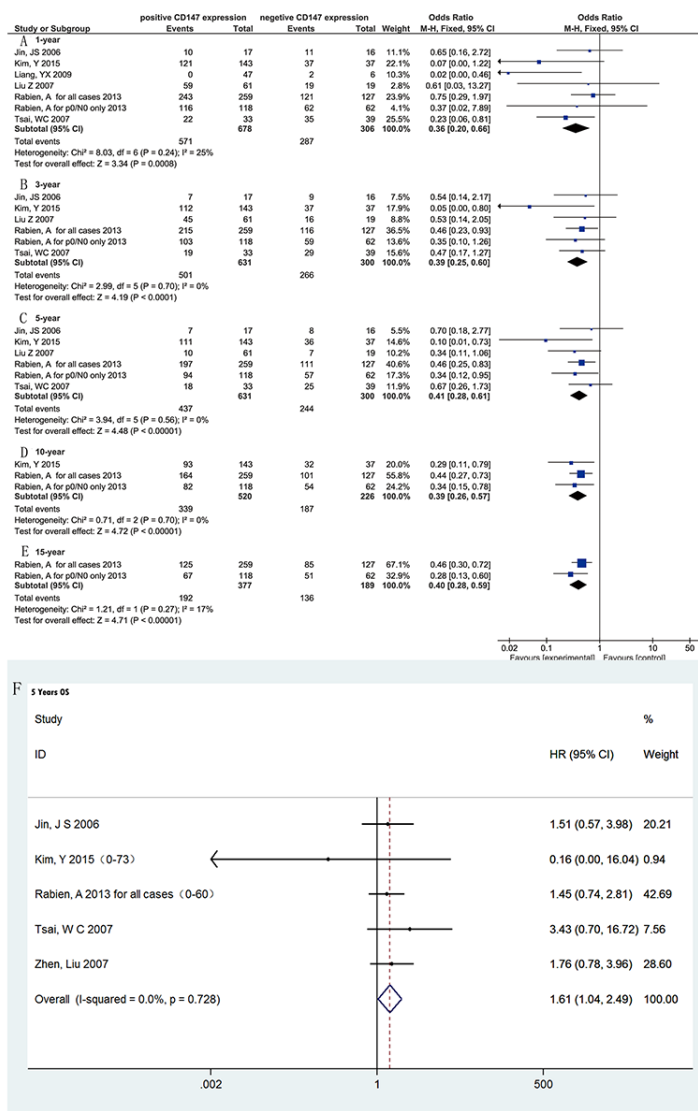 positive CD147 expression negetive CD147 expression Odds Ratio Odds Ratio
Study or Subgroup Events Total Events Total Weight M-H, Fixed, 95% CI M-H, Fixed, 95% CI
A 1-year
Jin, JS 2006 10 17 11 16 11.1% 0.65 [0.16, 2.72]
Kim, Y 2015 121 143 37 37 17.2% 0.07 [0.00, 1.22]
Liang, YX 2009 0 47 2 6 10.3% 0.02 [0.00, 0.46]
Liu Z 2007 59 61 19 19 3.8% 0.61 [0.03, 13.27]
Rabien, A for all cases 2013 243 259 121 127 23.9% 0.75 [0.29, 1.97]
Rabien, A for p0/N0 only 2013 116 118 62 62 4.1% 0.37 [0.02, 7.89]
Tsai, WC 2007 22 33 35 39 29.5% 0.23 [0.06, 0.81]
Subtotal (95% CI) 678 306 100.0% 0.36 [0.20, 0.66]
Total events 571 287
Heterogeneity: Chi² = 8.03, df = 6 (P = 0.24); I² = 25%
Test for overall effect: Z = 3.34 (P = 0.0008)
B 3-year
Jin, JS 2006 7 17 9 16 7.5% 0.54 [0.14, 2.17]
Kim, Y 2015 112 143 37 37 17.9% 0.05 [0.00, 0.80]
Liu Z 2007 45 61 16 19 8.8% 0.53 [0.14, 2.05]
Rabien, A for all cases 2013 215 259 116 127 36.5% 0.46 [0.23, 0.93]
Rabien, A for p0/N0 only 2013 103 118 59 62 14.4% 0.35 [0.10, 1.26]
Tsai, WC 2007 19 33 29 39 15.0% 0.47 [0.17, 1.27]
Subtotal (95% CI) 631 300 100.0% 0.39 [0.25, 0.60]
Total events 501 266
Heterogeneity: Chi² = 2.99, df = 5 (P = 0.70); I² = 0%
Test for overall effect: Z = 4.19 (P < 0.0001)
C 5-year
Jin, JS 2006 7 17 8 16 5.5% 0.70 [0.18, 2.77]
Kim, Y 2015 111 143 36 37 14.6% 0.10 [0.01, 0.73]
Liu Z 2007 10 61 7 19 10.1% 0.34 [0.11, 1.06]
Rabien, A for all cases 2013 197 259 111 127 40.6% 0.46 [0.25, 0.83]
Rabien, A for p0/N0 only 2013 94 118 57 62 17.3% 0.34 [0.12, 0.95]
Tsai, WC 2007 18 33 25 39 11.9% 0.67 [0.26, 1.73]
Subtotal (95% CI) 631 300 100.0% 0.41 [0.28, 0.61]
Total events 437 244
Heterogeneity: Chi² = 3.94, df = 5 (P = 0.56); I² = 0%
Test for overall effect: Z = 4.48 (P < 0.00001)
D 10-year
Kim, Y 2015 93 143 32 37 20.0% 0.29 [0.11, 0.79]
Rabien, A for all cases 2013 164 259 101 127 55.8% 0.44 [0.27, 0.73]
Rabien, A for p0/N0 only 2013 82 118 54 62 24.2% 0.34 [0.15, 0.78]
Subtotal (95% CI) 520 226 100.0% 0.39 [0.26, 0.57]
Total events 339 187
Heterogeneity: Chi² = 0.71, df = 2 (P = 0.70); I² = 0%
Test for overall effect: Z = 4.72 (P < 0.00001)
E 15-year
Rabien, A for all cases 2013 125 259 85 127 67.1% 0.46 [0.30, 0.72]
Rabien, A for p0/N0 only 2013 67 118 51 62 32.9% 0.28 [0.13, 0.60]
Subtotal (95% CI) 377 189 100.0% 0.40 [0.28, 0.59]
Total events 192 136
Heterogeneity: Chi² = 1.21, df = 1 (P = 0.27); I² = 17%
Test for overall effect: Z = 4.71 (P < 0.00001)
0.02 0.1 1 10 50
Favours [experimental] Favours [control]
F 5 Years OS
Study %
ID HR (95% CI) Weight
Jin, J S 2006 1.51 (0.57, 3.98) 20.21
Kim, Y 2015（0-73） 0.16 (0.00, 16.04) 0.94
Rabien, A 2013 for all cases（0-60） 1.45 (0.74, 2.81) 42.69
Tsai, W C 2007 3.43 (0.70, 16.72) 7.56
Zhen, Liu 2007 1.76 (0.78, 3.96) 28.60
Overall (I-squared = 0.0%, p = 0.728) 1.61 (1.04, 2.49) 100.00
.002 1 500